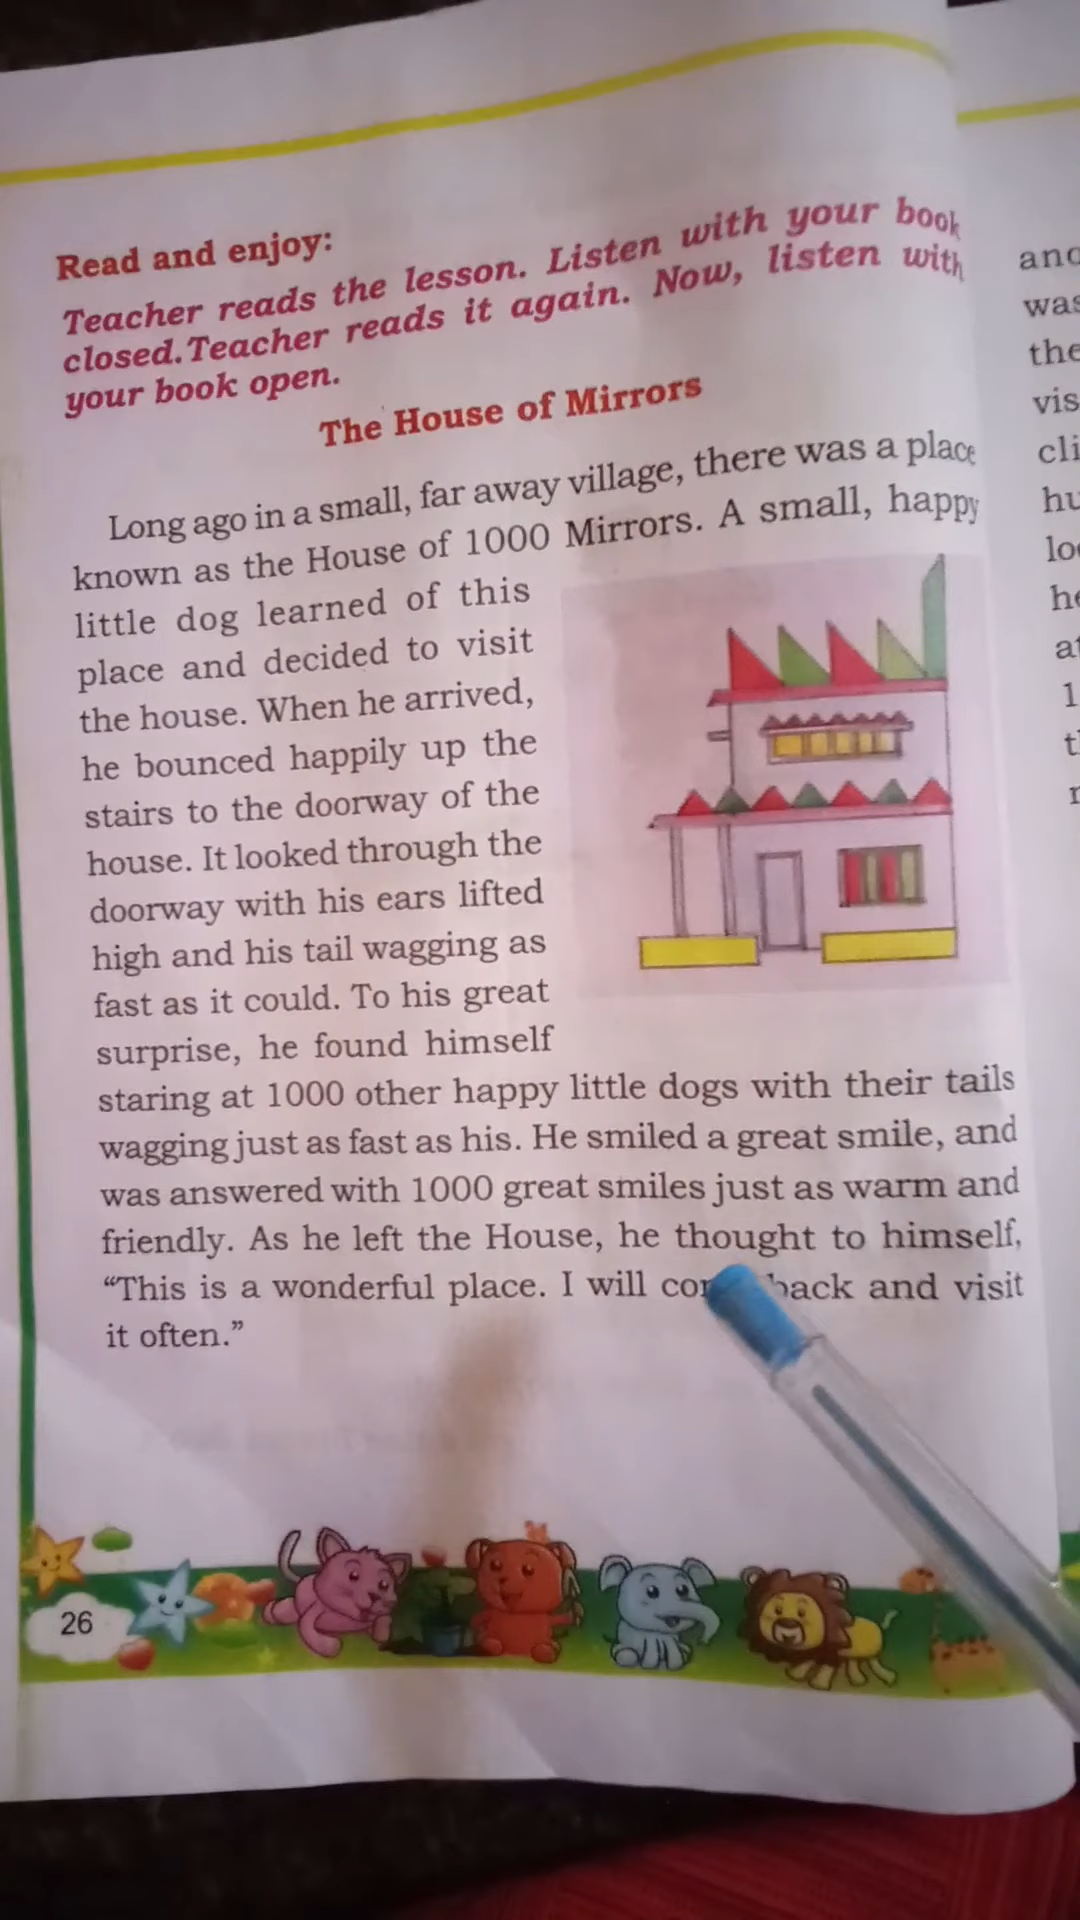 Read and enjoy:
Teacher reads the lesson. Listen with your book
closed. Teacher reads it again. Now, listen with
your book open.
The House of Mirrors
Long ago in a small, far away village, there was a place
known as the House of 1000 Mirrors. A small, happy
little dog learned of this
place and decided to visit
the house. When he arrived,
he bounced happily up the
stairs to the doorway of the
house. It looked through the
doorway with his ears lifted
high and his tail wagging as
fast as it could. To his great
surprise, he found himself
staring at 1000 other happy little dogs with their tails
wagging just as fast as his. He smiled a great smile, and
was answered with 1000 great smiles just as warm and
friendly. As he left the House, he thought to himself,
“This is a wonderful place. I will back and visit
it often.”
26
was
the